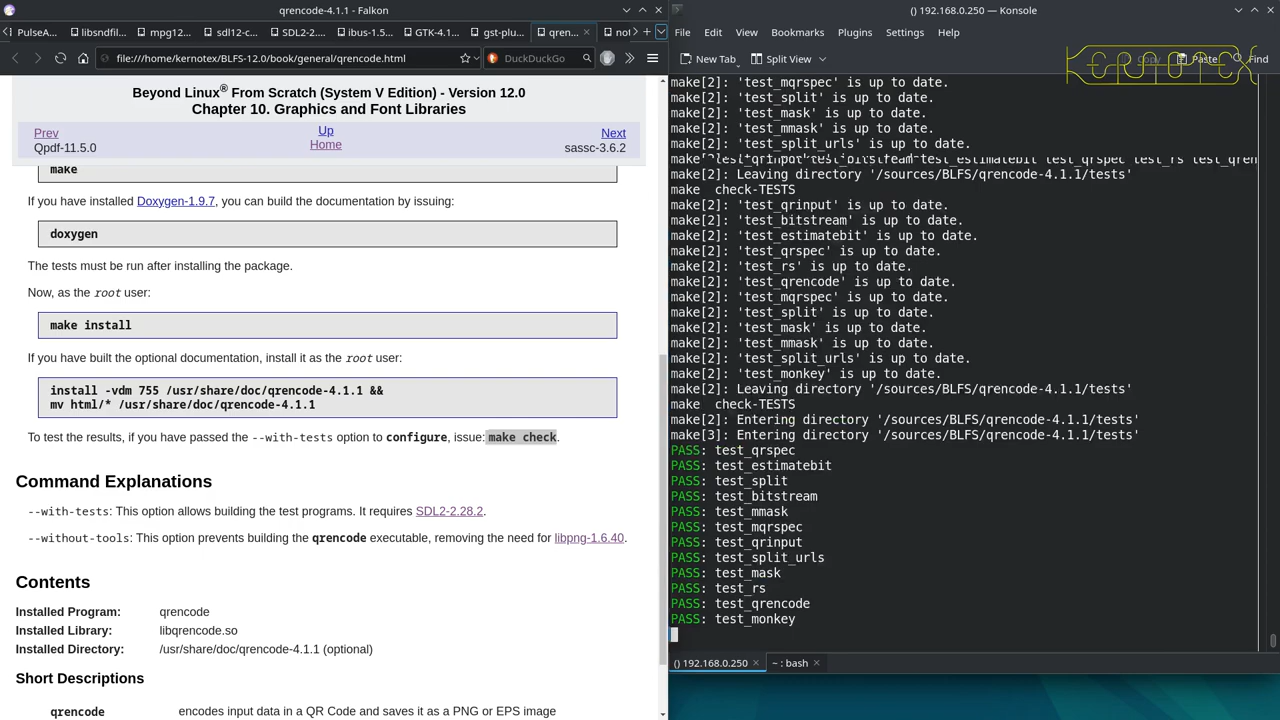 qrencode-4.1.1 - Falkon
PulseA...
libsndfil...
mpg12...
sdl12-c...
SDL2-2....
ibus-1.5...
GTK-4.1...
gst-plu...
qren...
file:///home/kernotex/BLFS-12.0/book/general/qrencode.html
DuckDuckGo
Beyond Linux® From Scratch (System V Edition) - Version 12.0
Chapter 10. Graphics and Font Libraries
Prev
Up
Next
Qpdf-11.5.0
Home
sassc-3.6.2
make
If you have installed Doxygen-1.9.7, you can build the documentation by issuing:
doxygen
The tests must be run after installing the package.
Now, as the root user:
make install
If you have built the optional documentation, install it as the root user:
install -vdm 755 /usr/share/doc/qrencode-4.1.1 &&
mv html/* /usr/share/doc/qrencode-4.1.1
To test the results, if you have passed the --with-tests option to configure, issue: make check.
Command Explanations
--with-tests: This option allows building the test programs. It requires SDL2-2.28.2.
--without-tools: This option prevents building the qrencode executable, removing the need for libpng-1.6.40.
Contents
Installed Program: qrencode
Installed Library: libqrencode.so
Installed Directory: /usr/share/doc/qrencode-4.1.1 (optional)
Short Descriptions
qrencode encodes input data in a QR Code and saves it as a PNG or EPS image
() 192.168.0.250 — Konsole
File Edit View Bookmarks Plugins Settings Help
New Tab
Split View
Copy
Paste
Find
kernotex
make[2]: 'test_mqrspec' is up to date.
make[2]: 'test_split' is up to date.
make[2]: 'test_mask' is up to date.
make[2]: 'test_mmask' is up to date.
make[2]: 'test_split_urls' is up to date.
test_estimatebit test_qrspec test_rs test_qren
make[2]: Leaving directory '/sources/BLFS/qrencode-4.1.1/tests'
make  check-TESTS
make[2]: 'test_qrinput' is up to date.
make[2]: 'test_bitstream' is up to date.
make[2]: 'test_estimatebit' is up to date.
make[2]: 'test_qrspec' is up to date.
make[2]: 'test_rs' is up to date.
make[2]: 'test_qrencode' is up to date.
make[2]: 'test_mqrspec' is up to date.
make[2]: 'test_split' is up to date.
make[2]: 'test_mask' is up to date.
make[2]: 'test_mmask' is up to date.
make[2]: 'test_split_urls' is up to date.
make[2]: 'test_monkey' is up to date.
make[2]: Leaving directory '/sources/BLFS/qrencode-4.1.1/tests'
make  check-TESTS
make[2]: Entering directory '/sources/BLFS/qrencode-4.1.1/tests'
make[3]: Entering directory '/sources/BLFS/qrencode-4.1.1/tests'
PASS: test_qrspec
PASS: test_estimatebit
PASS: test_split
PASS: test_bitstream
PASS: test_mmask
PASS: test_mqrspec
PASS: test_qrinput
PASS: test_split_urls
PASS: test_mask
PASS: test_rs
PASS: test_qrencode
PASS: test_monkey
() 192.168.0.250
~ : bash